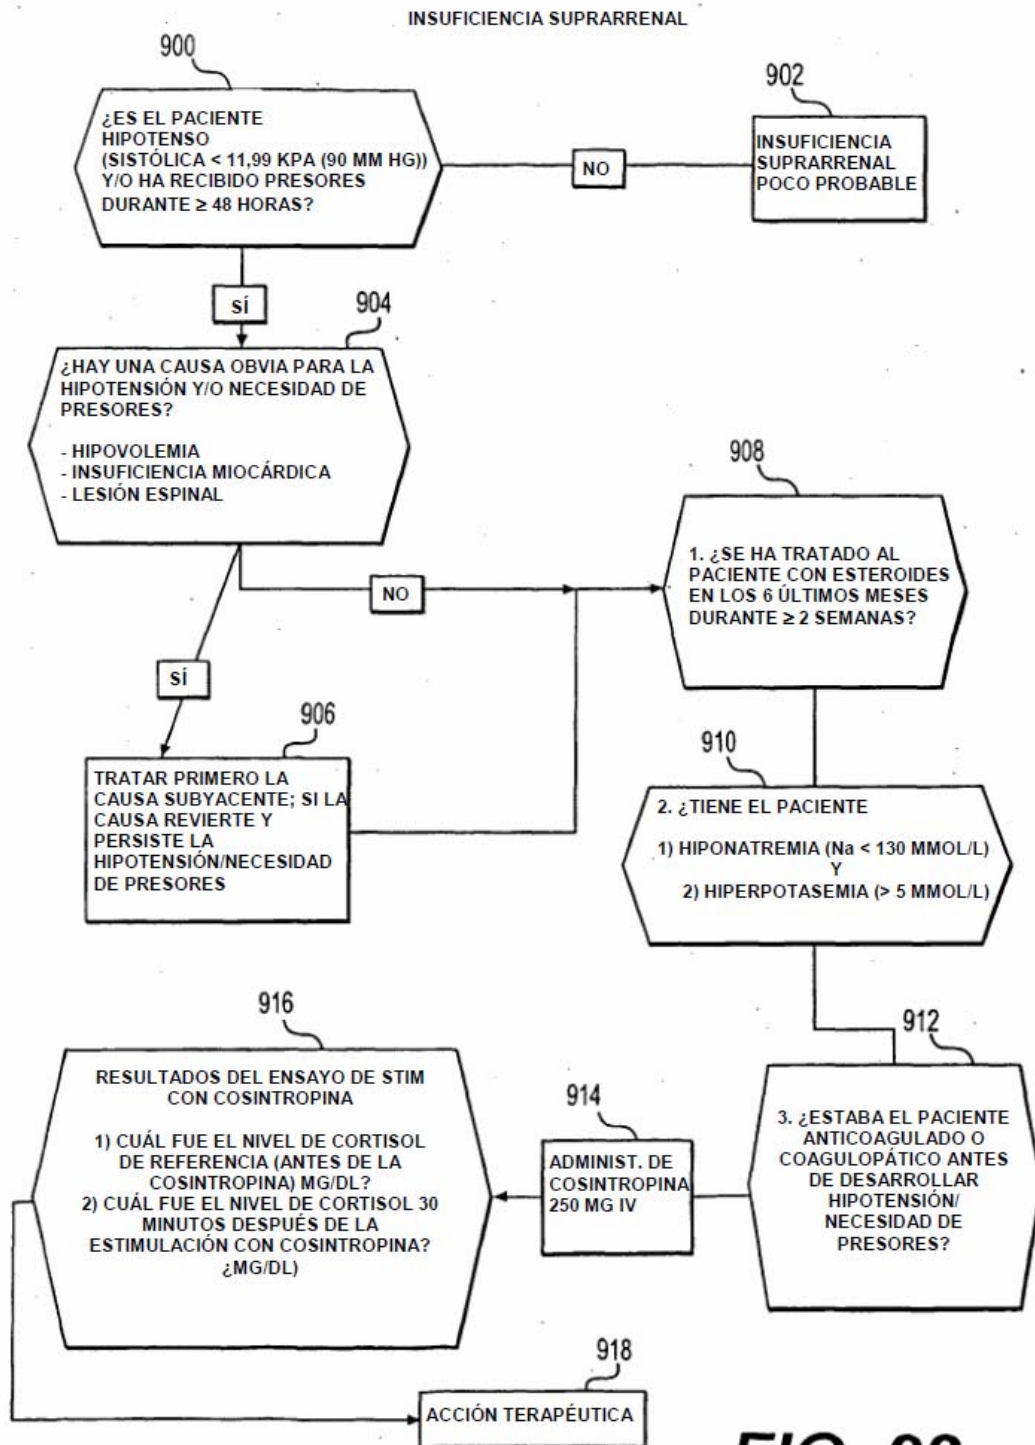 INSUFICIENCIA SUPRARRENAL
900
¿ES EL PACIENTE
HIPOTENSO
(SISTÓLICA < 11,99 KPA (90 MM HG))
Y/O HA RECIBIDO PRESORES
DURANTE ≥ 48 HORAS?
NO
902
INSUFICIENCIA
SUPRARRENAL
POCO PROBABLE
SÍ
904
¿HAY UNA CAUSA OBVIA PARA LA
HIPOTENSIÓN Y/O NECESIDAD DE
PRESORES?
- HIPOVOLEMIA
- INSUFICIENCIA MIOCÁRDICA
- LESIÓN ESPINAL
NO
SÍ
906
TRATAR PRIMERO LA
CAUSA SUBYACENTE; SI LA
CAUSA REVIERTE Y
PERSISTE LA
HIPOTENSIÓN/NECESIDAD
DE PRESORES
908
1. ¿SE HA TRATADO AL
PACIENTE CON ESTEROIDES
EN LOS 6 ÚLTIMOS MESES
DURANTE ≥ 2 SEMANAS?
910
2. ¿TIENE EL PACIENTE
1) HIPONATREMIA (Na < 130 MMOL/L)
Y
2) HIPERPOTASEMIA (> 5 MMOL/L)
912
3. ¿ESTABA EL PACIENTE
ANTICOAGULADO O
COAGULOPÁTICO ANTES
DE DESARROLLAR
HIPOTENSIÓN/
NECESIDAD DE
PRESORES?
914
ADMINIST. DE
COSINTROPINA
250 MG IV
916
RESULTADOS DEL ENSAYO DE STIM
CON COSINTROPINA
1) CUÁL FUE EL NIVEL DE CORTISOL
DE REFERENCIA (ANTES DE LA
COSINTROPINA) MG/DL?
2) CUÁL FUE EL NIVEL DE CORTISOL 30
MINUTOS DESPUÉS DE LA
ESTIMULACIÓN CON COSINTROPINA?
¿MG/DL)
918
ACCIÓN TERAPÉUTICA